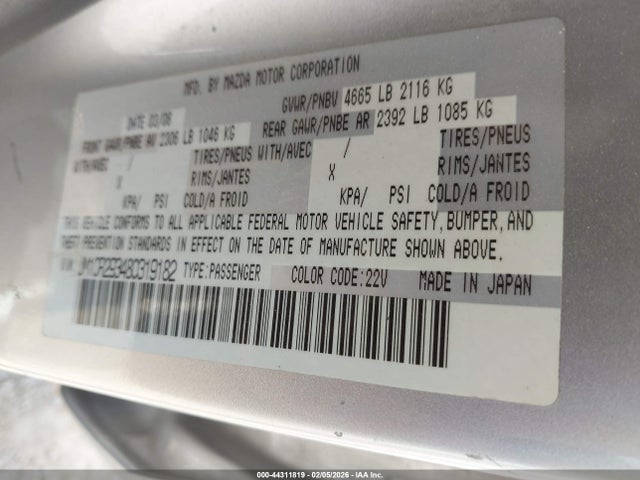 MFD. BY MAZDA MOTOR CORPORATION
DATE 03/08 GVWR/PNBV 4665 LB 2116 KG
FRONT GAWR/PNBE AV 2306 LB 1046 KG REAR GAWR/PNBE AR 2392 LB 1085 KG
WITH/AVEC / TIRES/PNEUS WITH/AVEC / TIRES/PNEUS
X RIMS/JANTES X RIMS/JANTES
KPA/ PSI COLD/A FROID KPA/ PSI COLD/A FROID
THIS VEHICLE CONFORMS TO ALL APPLICABLE FEDERAL MOTOR VEHICLE SAFETY, BUMPER, AND
THEFT PREVENTION STANDARDS IN EFFECT ON THE DATE OF MANUFACTURE SHOWN ABOVE.
VIN: JM1CR293480319182 TYPE:PASSENGER COLOR CODE:22V MADE IN JAPAN
000-44311819 - 02/05/2026 - IAA Inc.